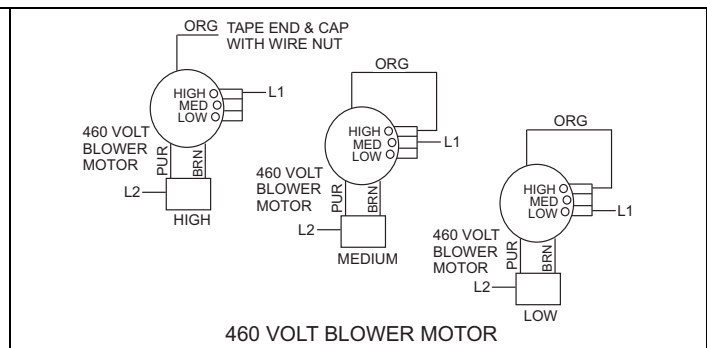 ORG TAPE END & CAP
WITH WIRE NUT
HIGH
MED
LOW
L1
460 VOLT
BLOWER
MOTOR
PUR
BRN
L2
HIGH
ORG
HIGH
MED
LOW
L1
460 VOLT
BLOWER
MOTOR
PUR
BRN
L2
MEDIUM
ORG
HIGH
MED
LOW
L1
460 VOLT
BLOWER
MOTOR
PUR
BRN
L2
LOW
460 VOLT BLOWER MOTOR